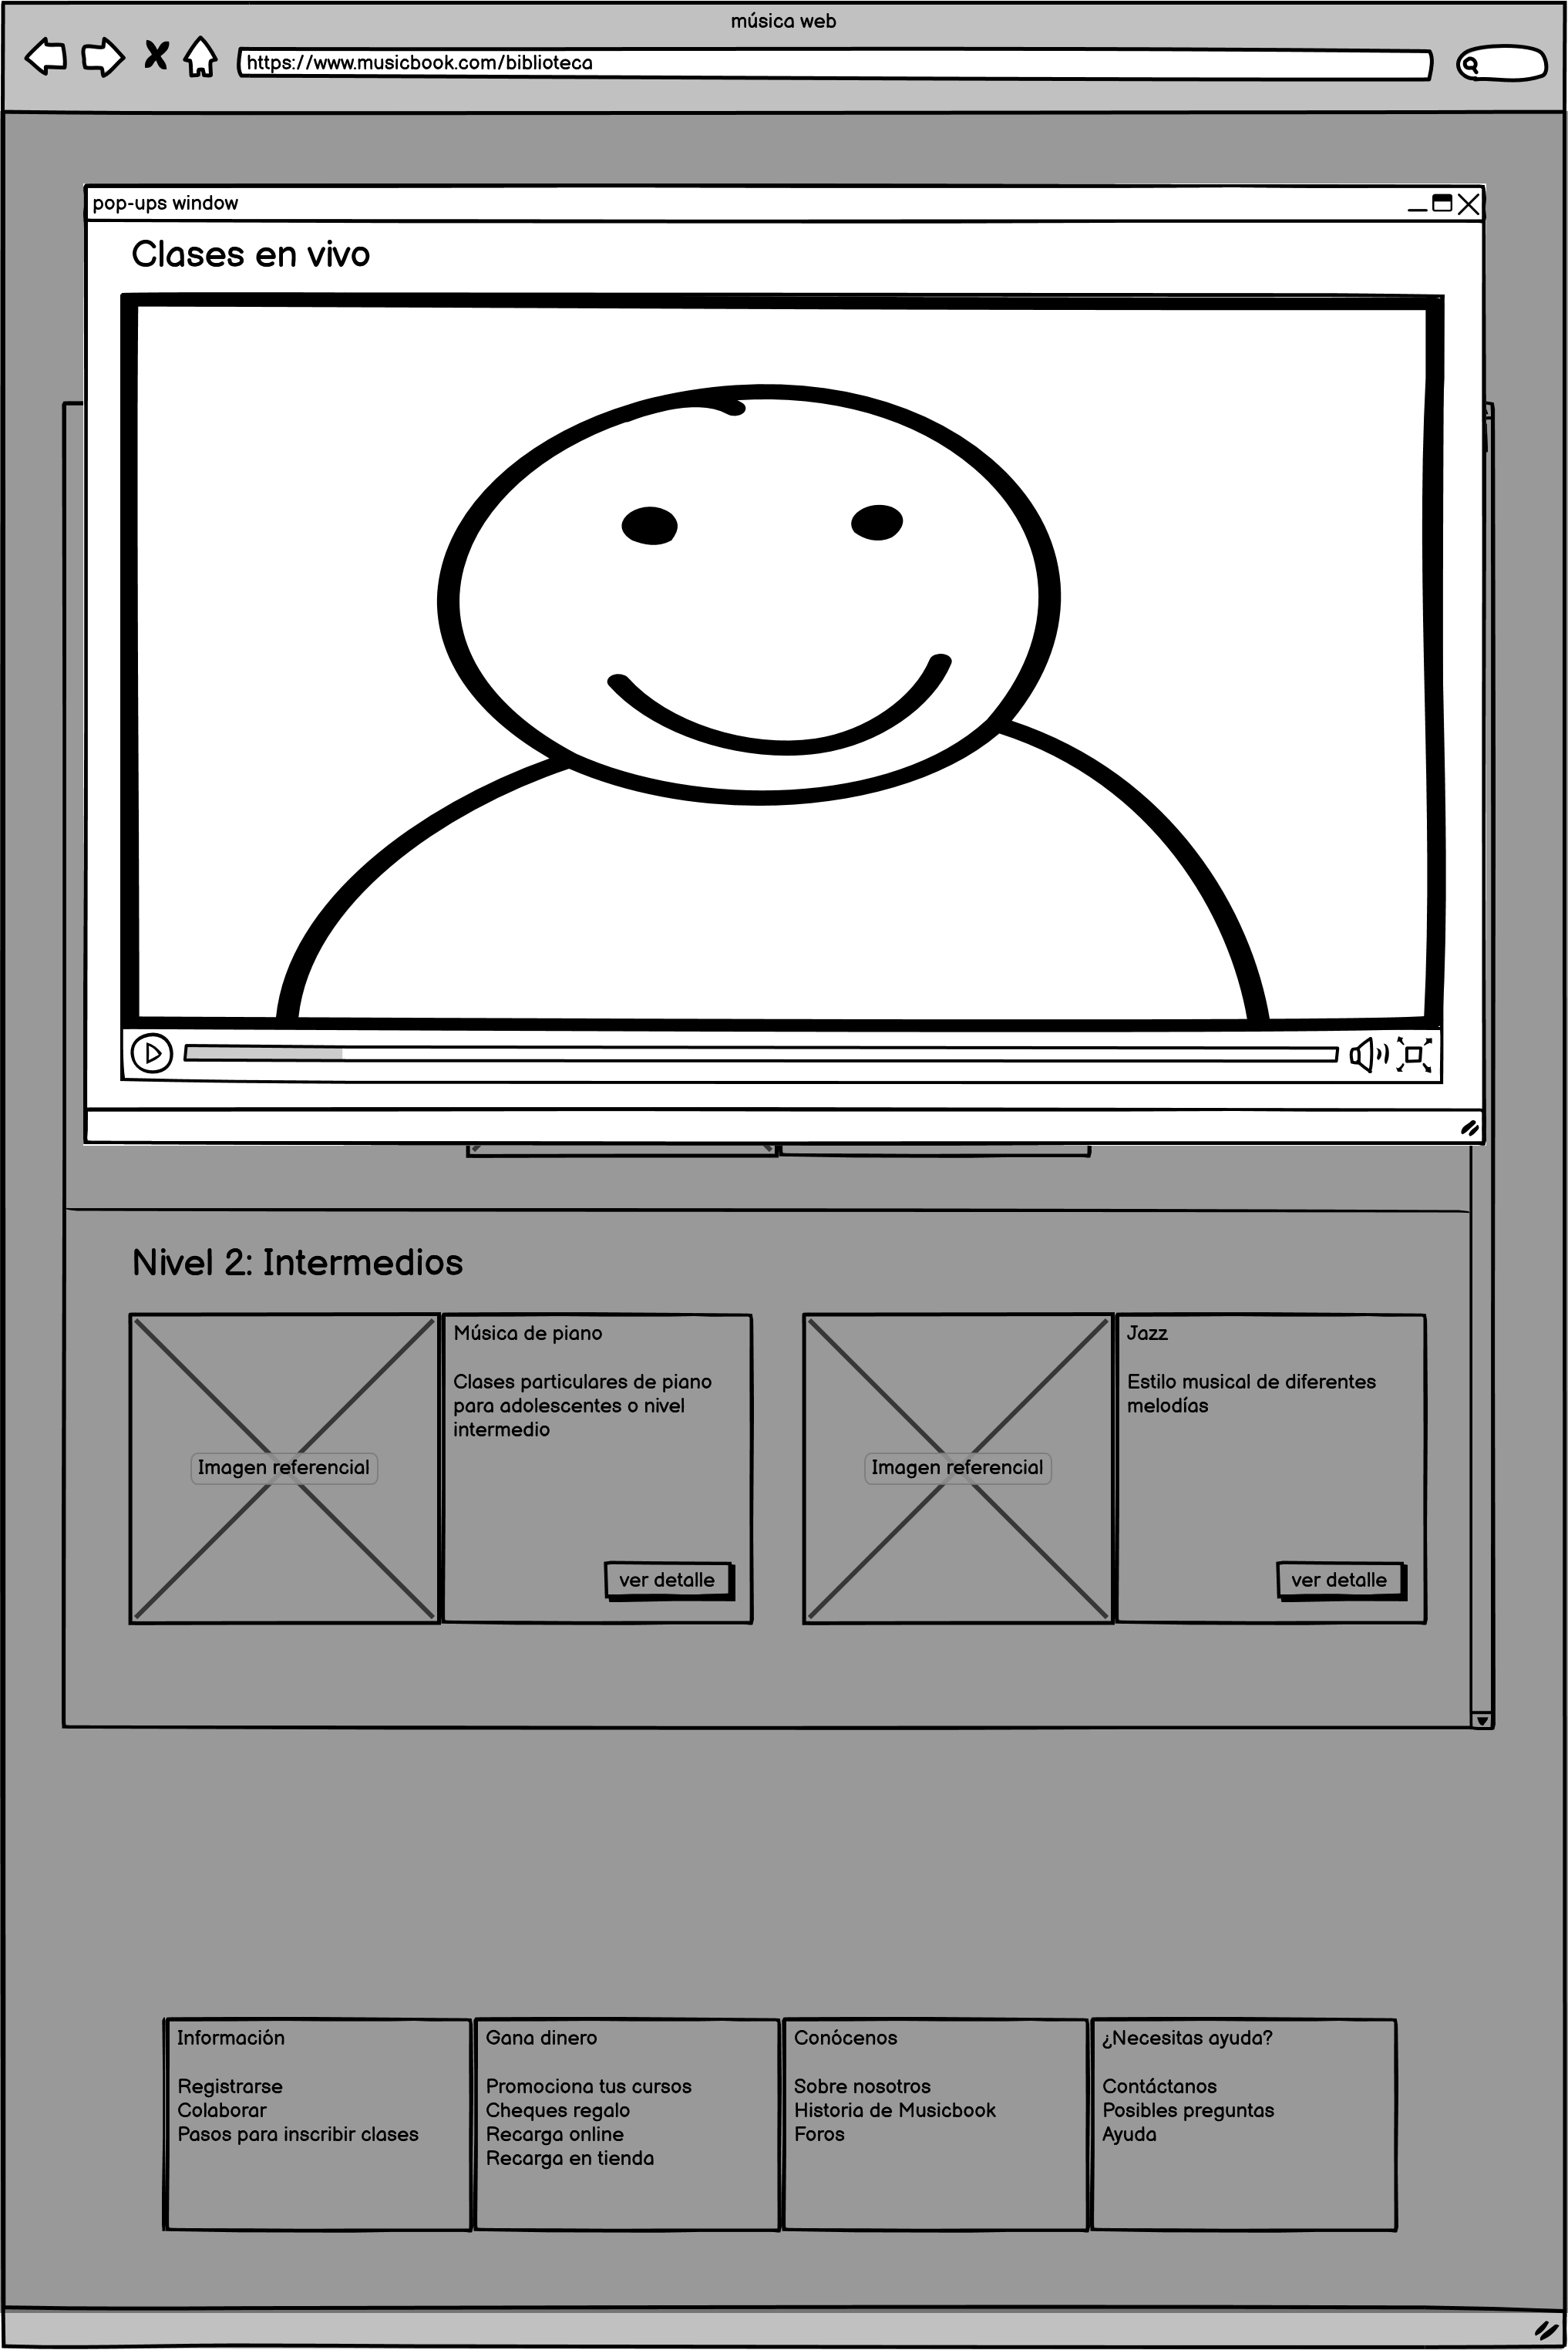 música web
https://www.musicbook.com/biblioteca
pop-ups window
Clases en vivo
Nivel 2: Intermedios
Imagen referencial
Música de piano
Clases particulares de piano
para adolescentes o nivel
intermedio
ver detalle
Imagen referencial
Jazz
Estilo musical de diferentes
melodías
ver detalle
Información
Registrarse
Colaborar
Pasos para inscribir clases
Gana dinero
Promociona tus cursos
Cheques regalo
Recarga online
Recarga en tienda
Conócenos
Sobre nosotros
Historia de Musicbook
Foros
¿Necesitas ayuda?
Contáctanos
Posibles preguntas
Ayuda